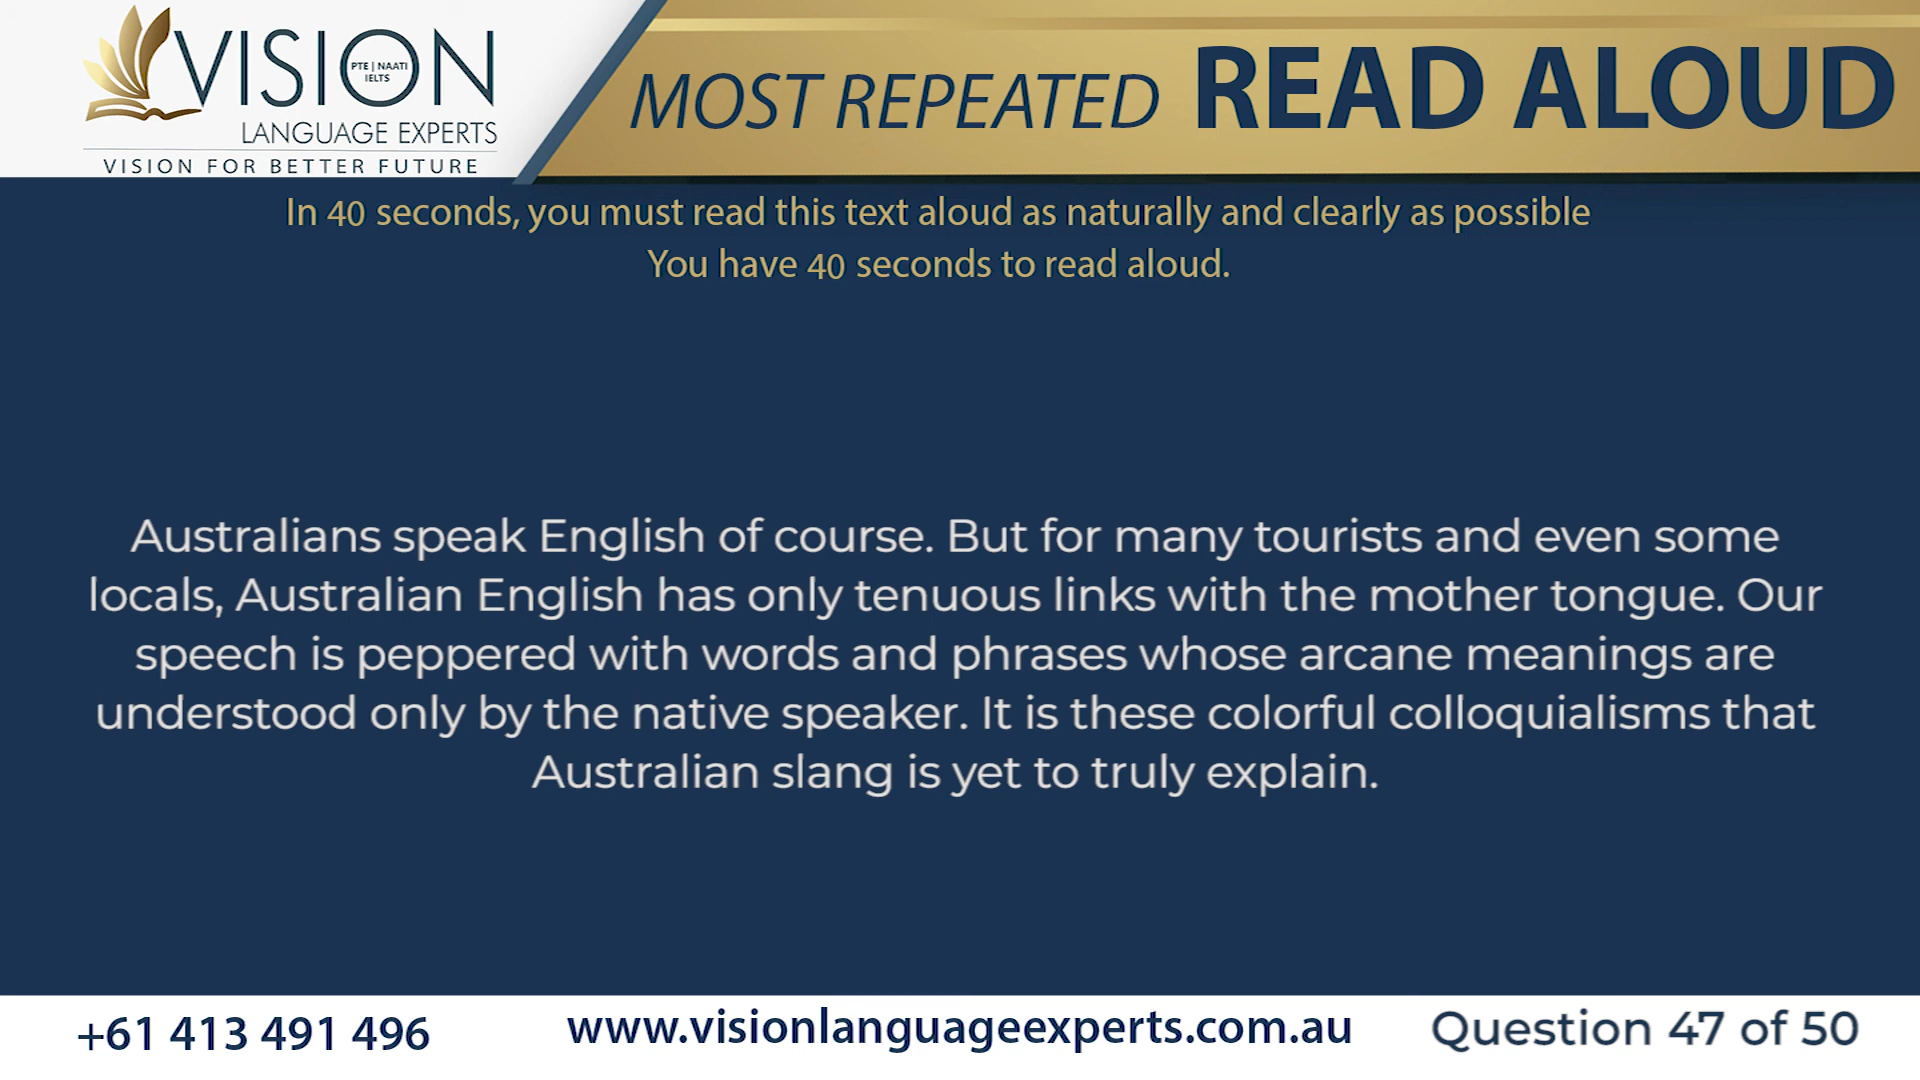 VISION
PTE | NAATI
IELTS
LANGUAGE EXPERTS
VISION FOR BETTER FUTURE
MOST REPEATED READ ALOUD
In 40 seconds, you must read this text aloud as naturally and clearly as possible
You have 40 seconds to read aloud.
Australians speak English of course. But for many tourists and even some
locals, Australian English has only tenuous links with the mother tongue. Our
speech is peppered with words and phrases whose arcane meanings are
understood only by the native speaker. It is these colorful colloquialisms that
Australian slang is yet to truly explain.
+61 413 491 496
www.visionlanguageexperts.com.au
Question 47 of 50